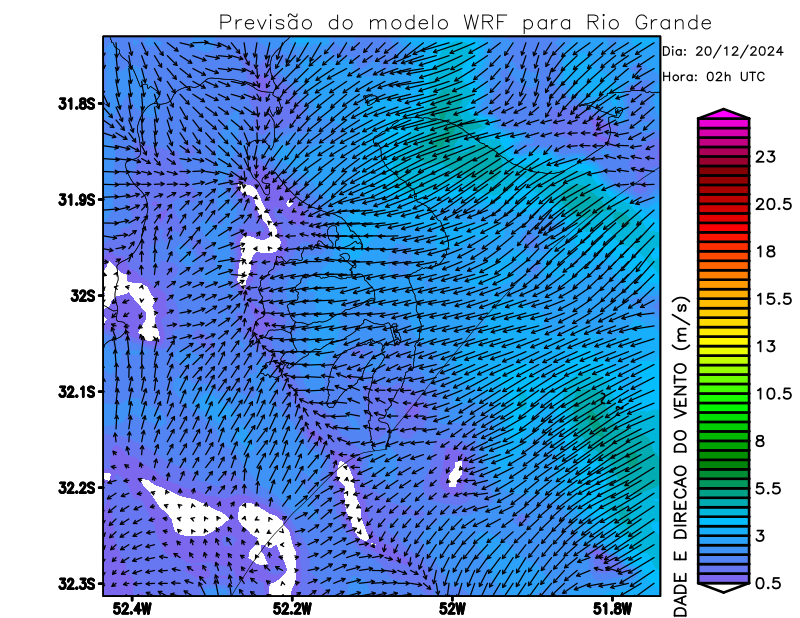 Previsão do modelo WRF para Rio Grande
Dia: 20/12/2024
Hora: 02h UTC
31.8S
31.9S
32S
32.1S
32.2S
32.3S
52.4W
52.2W
52W
51.8W
23
20.5
18
15.5
13
10.5
8
5.5
3
0.5
DADE E DIRECAO DO VENTO (m/s)